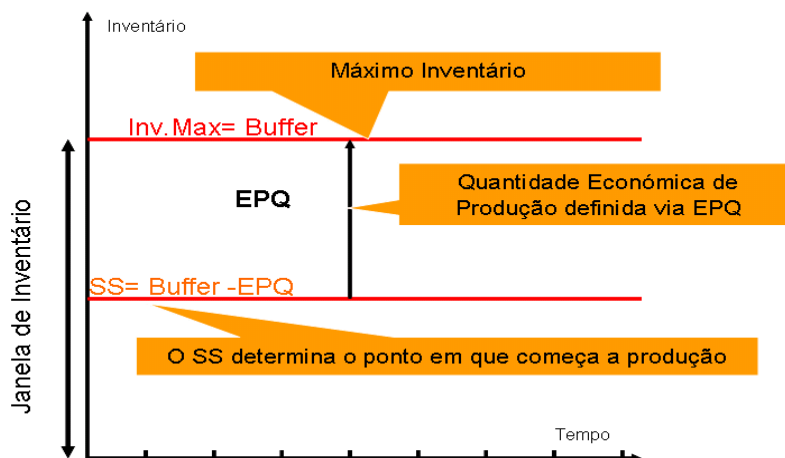 Inventário
Máximo Inventário
Inv.Max= Buffer
EPQ
Quantidade Económica de
Produção definida via EPQ
SS= Buffer -EPQ
O SS determina o ponto em que começa a produção
Janela de Inventário
Tempo